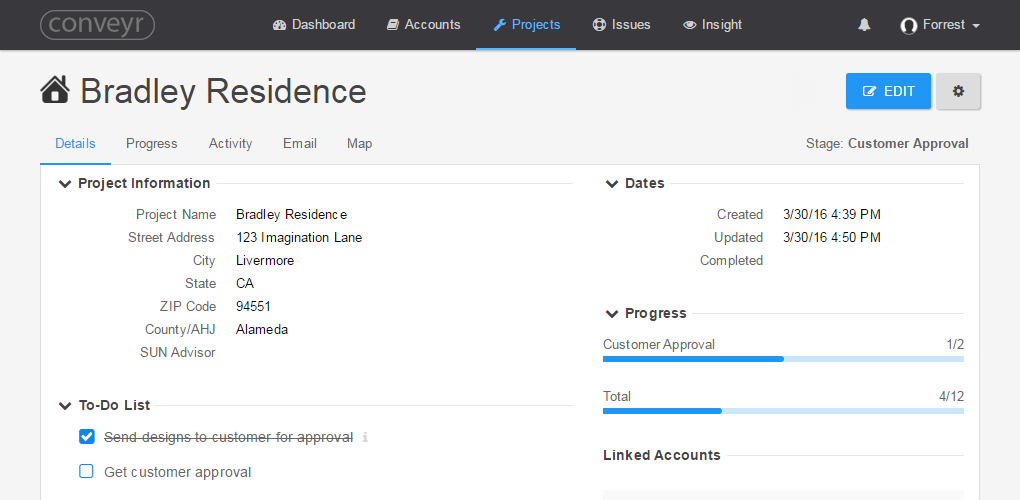 conveyr Dashboard Accounts Projects Issues Insight Forrest
Bradley Residence EDIT
Details Progress Activity Email Map Stage: Customer Approval
Project Information
Project Name Bradley Residence
Street Address 123 Imagination Lane
City Livermore
State CA
ZIP Code 94551
County/AHJ Alameda
SUN Advisor
To-Do List
Send designs to customer for approval i
Get customer approval
Dates
Created 3/30/16 4:39 PM
Updated 3/30/16 4:50 PM
Completed
Progress
Customer Approval 1/2
Total 4/12
Linked Accounts